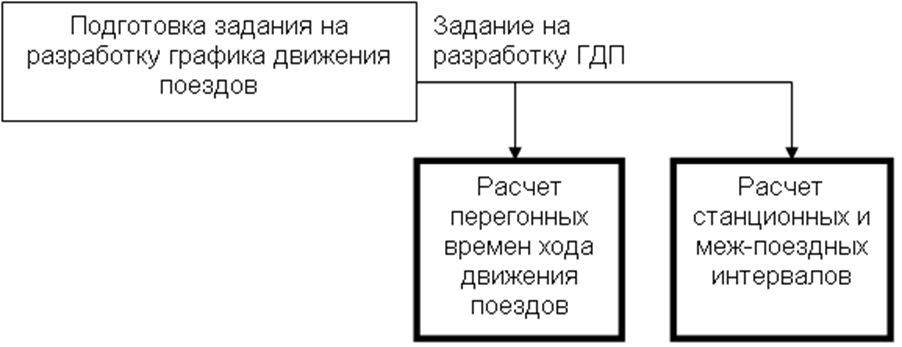 Подготовка задания на
разработку графика движения
поездов
Задание на
разработку ГДП
Расчет
перегонных
времен хода
движения
поездов
Расчет
станционных и
меж-поездных
интервалов